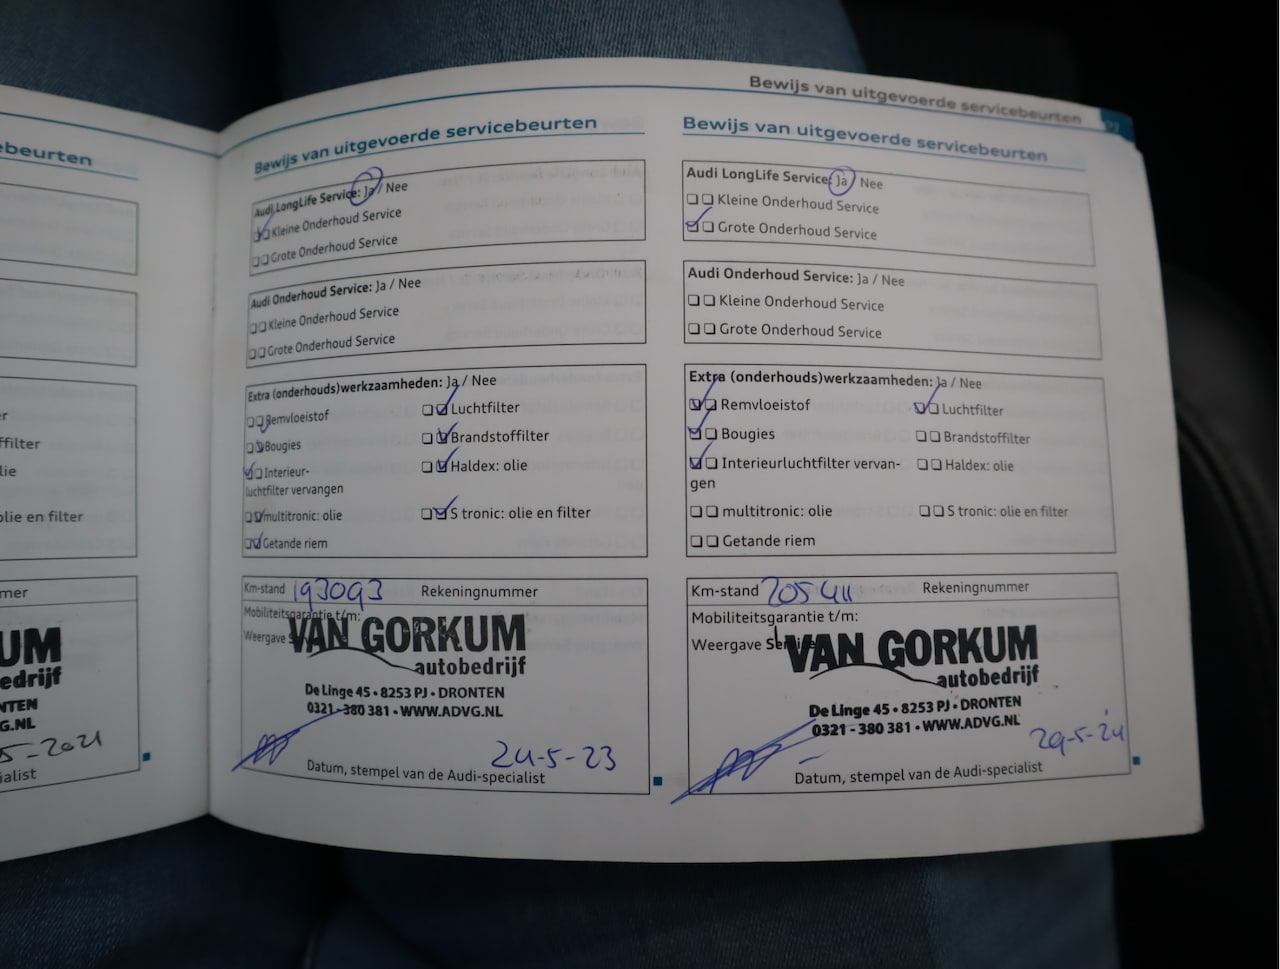 Bewijs van uitgevoerde servicebeurten
ebeurten
r
ffilter
lie
olie en filter
mer
UM
edrijf
NTEN
G.NL
5-2021
ialist
Bewijs van uitgevoerde servicebeurten
Audi LongLife Service: Ja / Nee
Kleine Onderhoud Service
Grote Onderhoud Service
Audi Onderhoud Service: Ja / Nee
Kleine Onderhoud Service
Grote Onderhoud Service
Extra (onderhouds)werkzaamheden: Ja / Nee
Remvloeistof Luchtfilter
Bougies Brandstoffilter
Interieur- Haldex: olie
luchtfilter vervangen
multitronic: olie S tronic: olie en filter
Getande riem
Km-stand 193093 Rekeningnummer
Mobiliteitsgarantie t/m:
Weergave S
VAN GORKUM
autobedrijf
De Linge 45 • 8253 PJ • DRONTEN
0321-380 381 • WWW.ADVG.NL
24-5-23
Datum, stempel van de Audi-specialist
Bewijs van uitgevoerde servicebeurten
Audi LongLife Service: Ja / Nee
Kleine Onderhoud Service
Grote Onderhoud Service
Audi Onderhoud Service: Ja / Nee
Kleine Onderhoud Service
Grote Onderhoud Service
Extra (onderhouds)werkzaamheden: Ja / Nee
Remvloeistof Luchtfilter
Bougies Brandstoffilter
Interieurluchtfilter vervan- Haldex: olie
gen
multitronic: olie S tronic: olie en filter
Getande riem
Km-stand 205411 Rekeningnummer
Mobiliteitsgarantie t/m:
Weergave Service
VAN GORKUM
autobedrijf
De Linge 45 • 8253 PJ • DRONTEN
0321 - 380 381 • WWW.ADVG.NL
29-5-24
Datum, stempel van de Audi-specialist